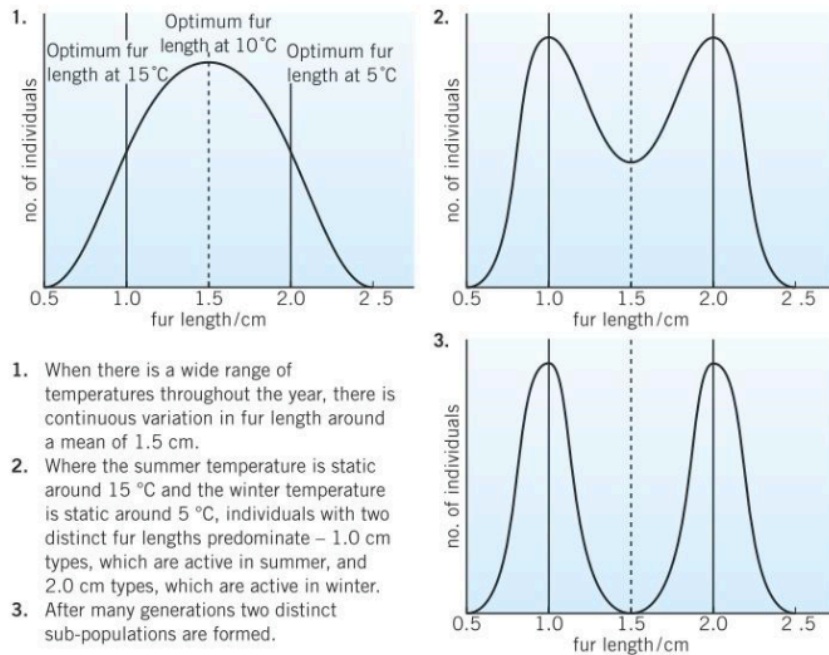 1.
Optimum fur
length at 10°C
Optimum fur
length at 15°C
Optimum fur
length at 5°C
no. of individuals
0.5 1.0 1.5 2.0 2.5
fur length/cm
2.
no. of individuals
0.5 1.0 1.5 2.0 2.5
fur length/cm
1. When there is a wide range of
temperatures throughout the year, there is
continuous variation in fur length around
a mean of 1.5 cm.
2. Where the summer temperature is static
around 15 °C and the winter temperature
is static around 5 °C, individuals with two
distinct fur lengths predominate – 1.0 cm
types, which are active in summer, and
2.0 cm types, which are active in winter.
3. After many generations two distinct
sub-populations are formed.
3.
no. of individuals
0.5 1.0 1.5 2.0 2.5
fur length/cm